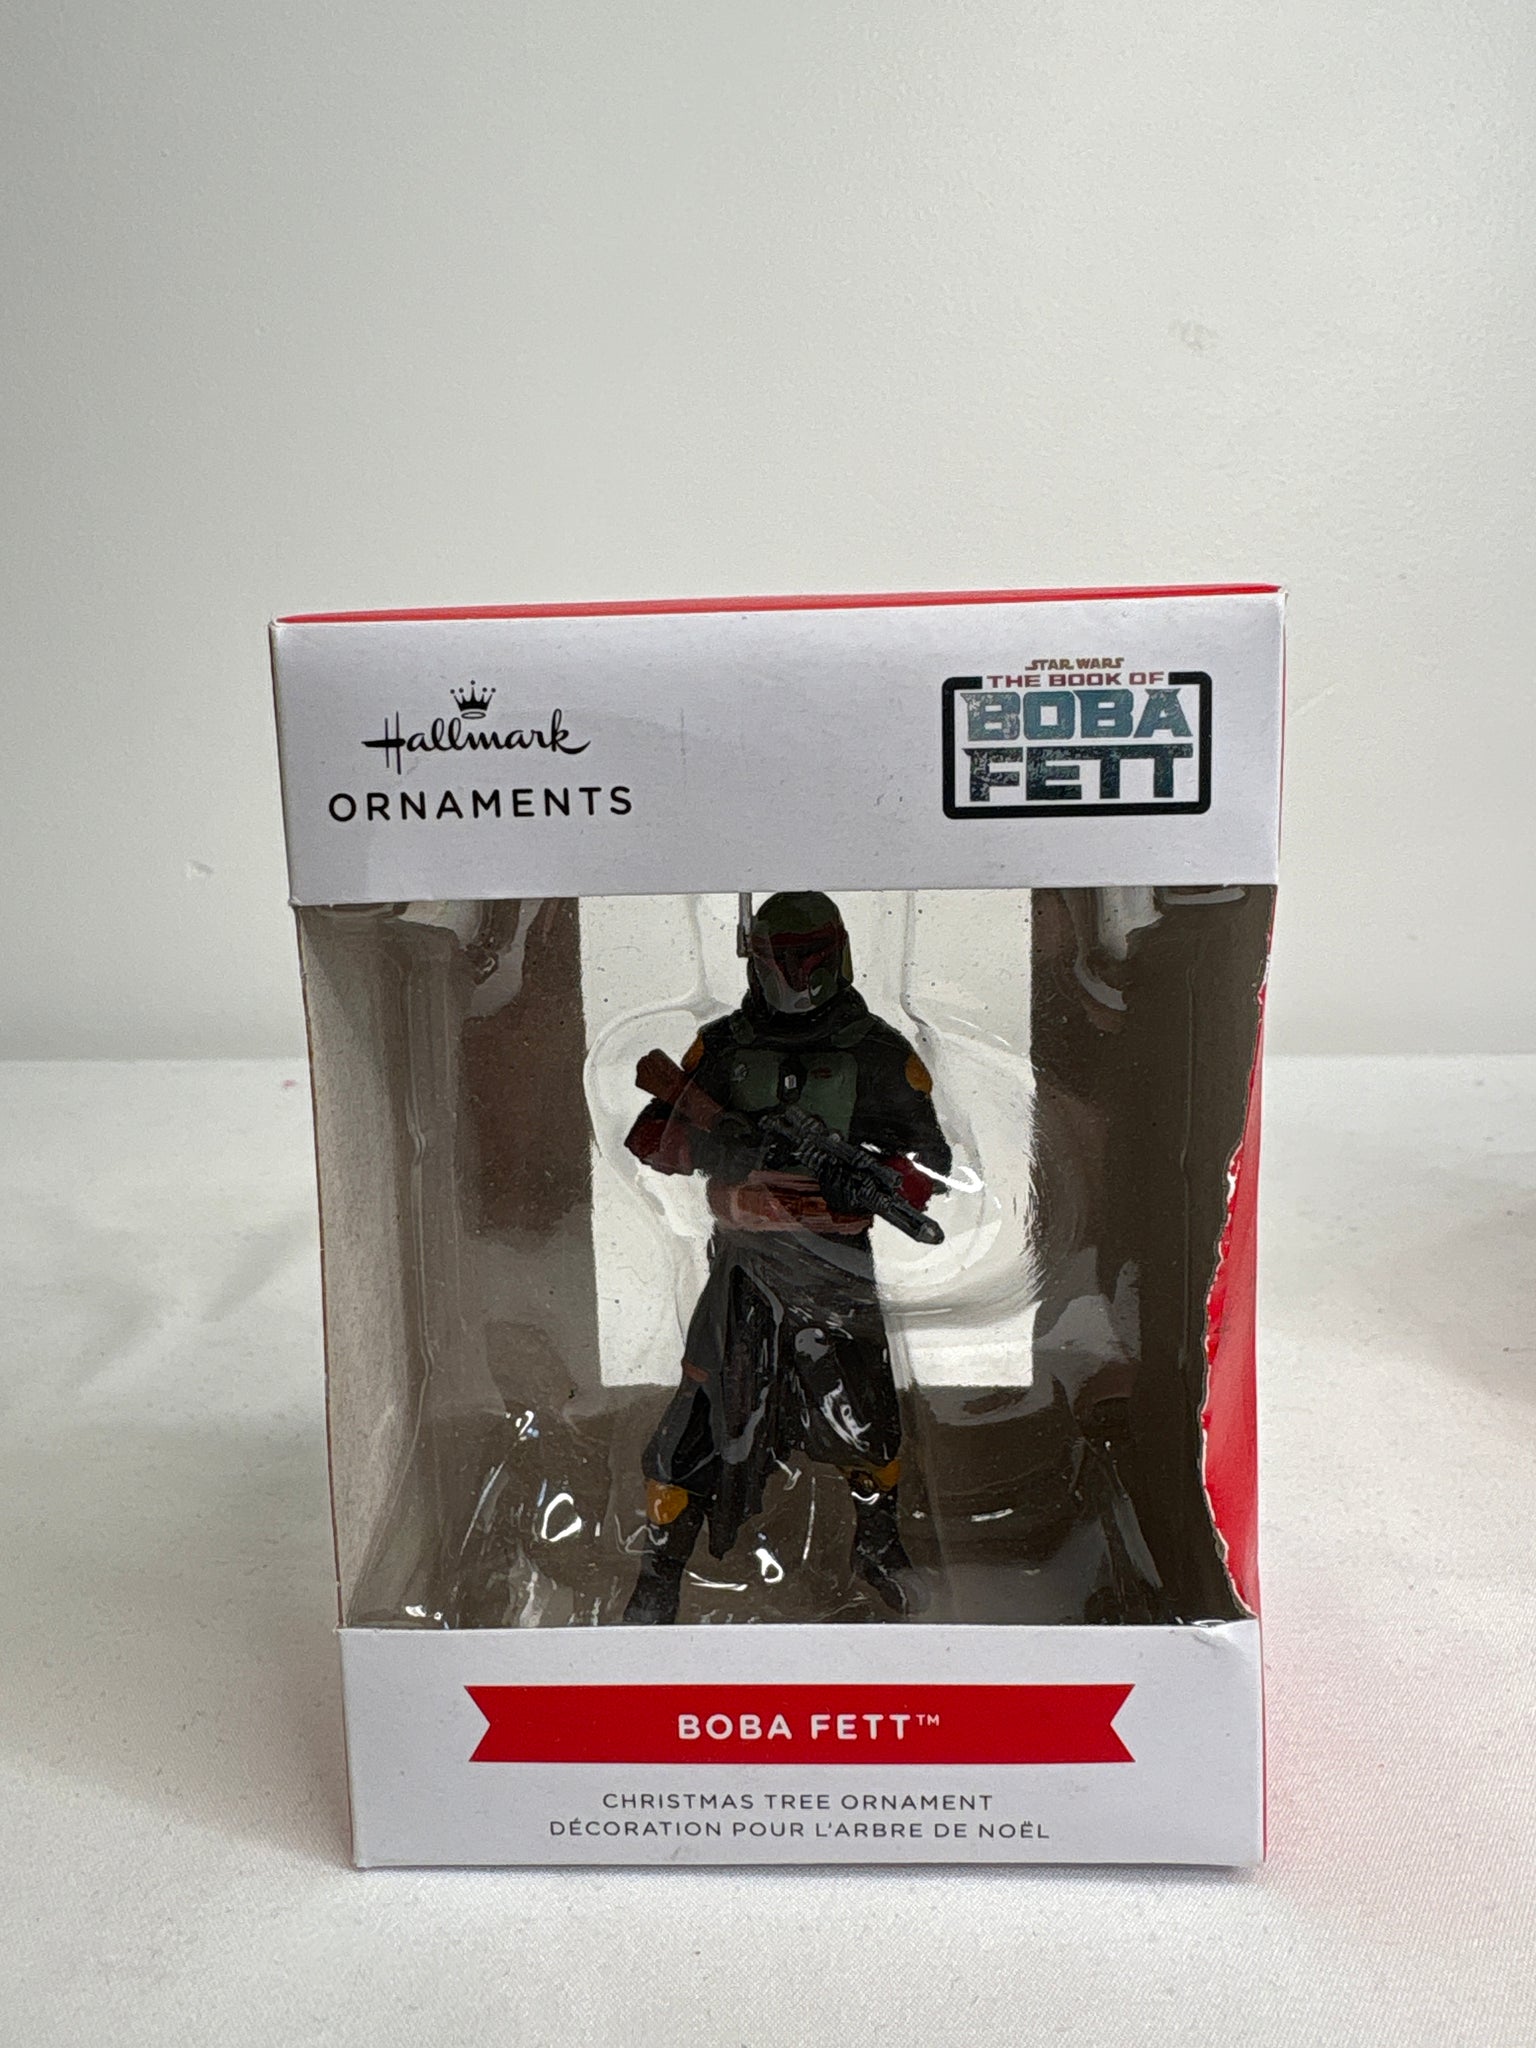 Hallmark
ORNAMENTS
STAR WARS
THE BOOK OF
BOBA
FETT
BOBA FETT™
CHRISTMAS TREE ORNAMENT
DÉCORATION POUR L'ARBRE DE NOËL